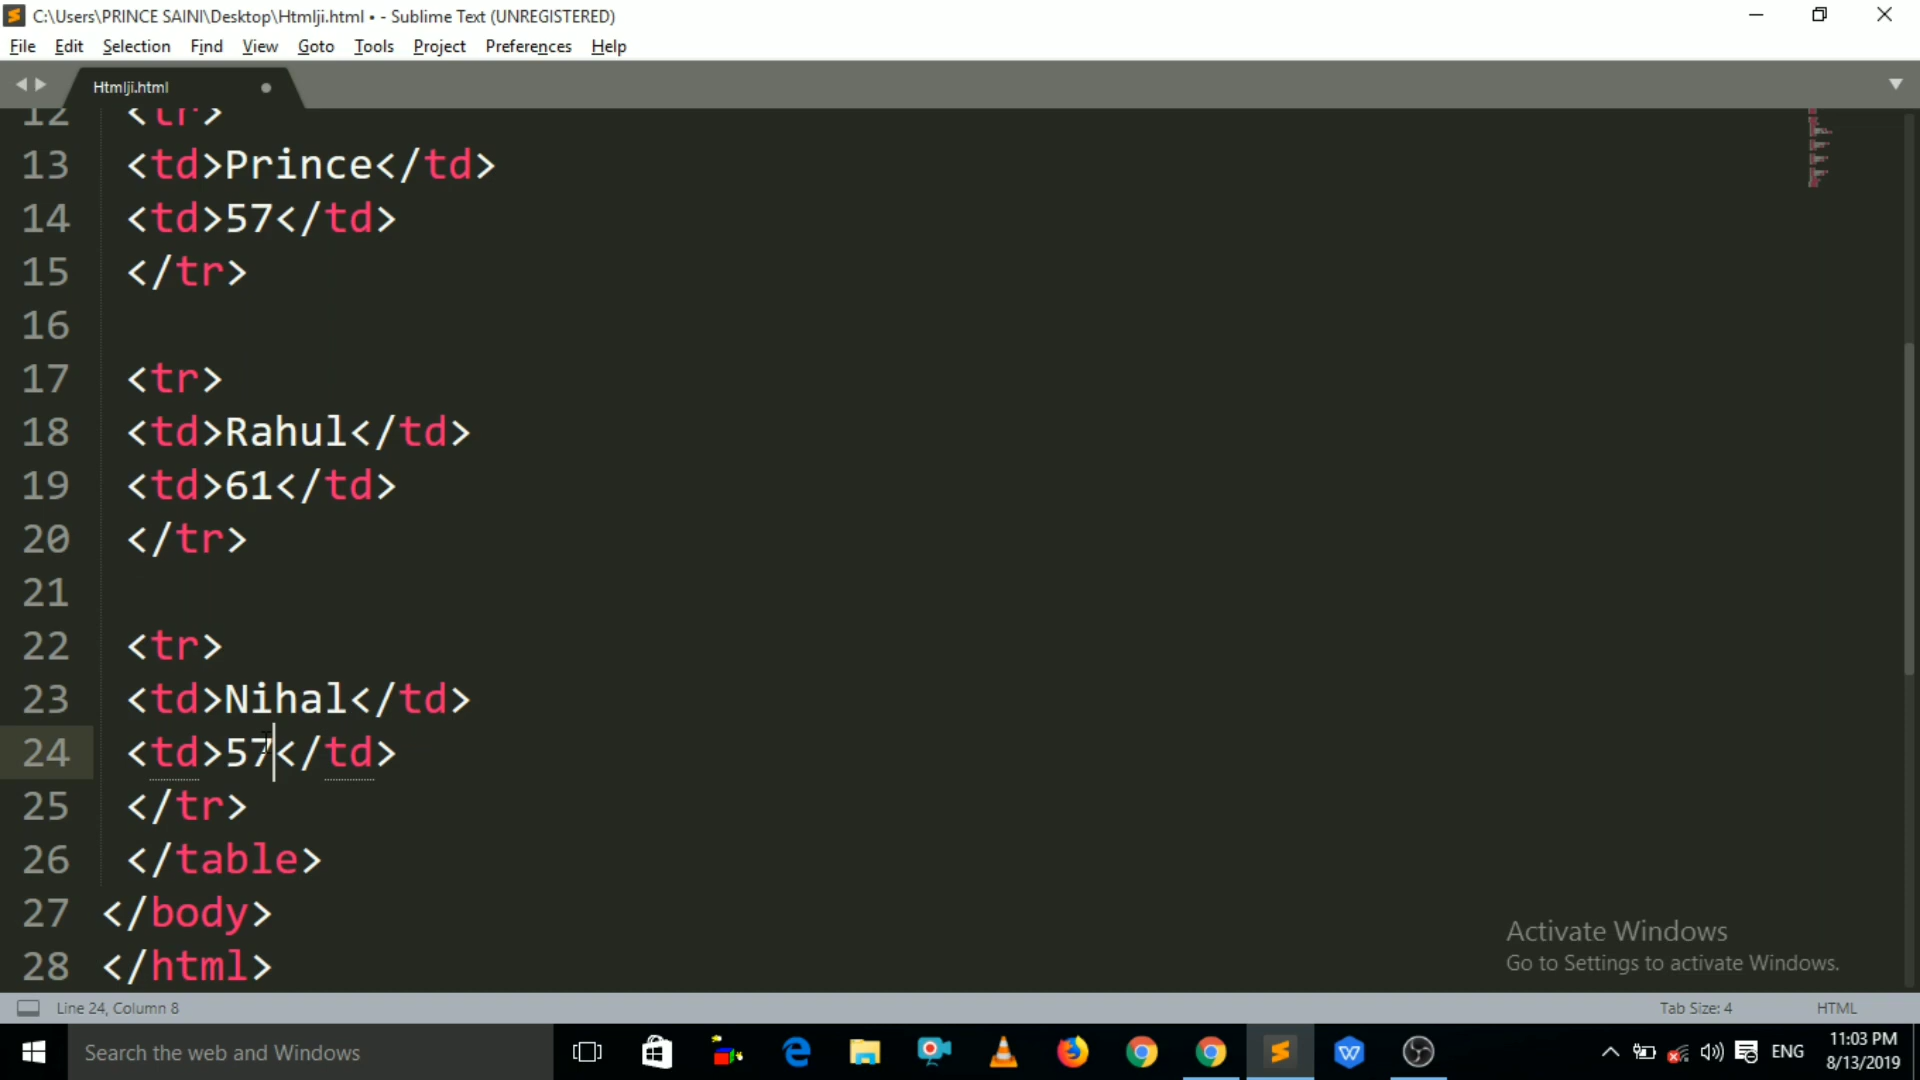 C:\Users\PRINCE SAINI\Desktop\Htmlji.html • - Sublime Text (UNREGISTERED)
File Edit Selection Find View Goto Tools Project Preferences Help
Htmlji.html
12 <tr>
13 <td>Prince</td>
14 <td>57</td>
15 </tr>
16
17 <tr>
18 <td>Rahul</td>
19 <td>61</td>
20 </tr>
21
22 <tr>
23 <td>Nihal</td>
24 <td>57</td>
25 </tr>
26 </table>
27 </body>
28 </html>
Activate Windows
Go to Settings to activate Windows.
Line 24, Column 8 Tab Size: 4 HTML
Search the web and Windows ENG 11:03 PM
8/13/2019